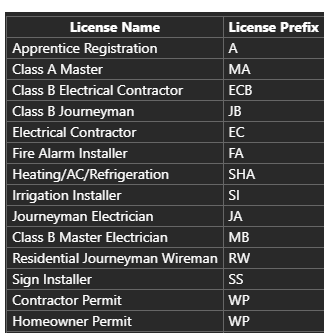 License Name License Prefix
Apprentice Registration A
Class A Master MA
Class B Electrical Contractor ECB
Class B Journeyman JB
Electrical Contractor EC
Fire Alarm Installer FA
Heating/AC/Refrigeration SHA
Irrigation Installer SI
Journeyman Electrician JA
Class B Master Electrician MB
Residential Journeyman Wireman RW
Sign Installer SS
Contractor Permit WP
Homeowner Permit WP